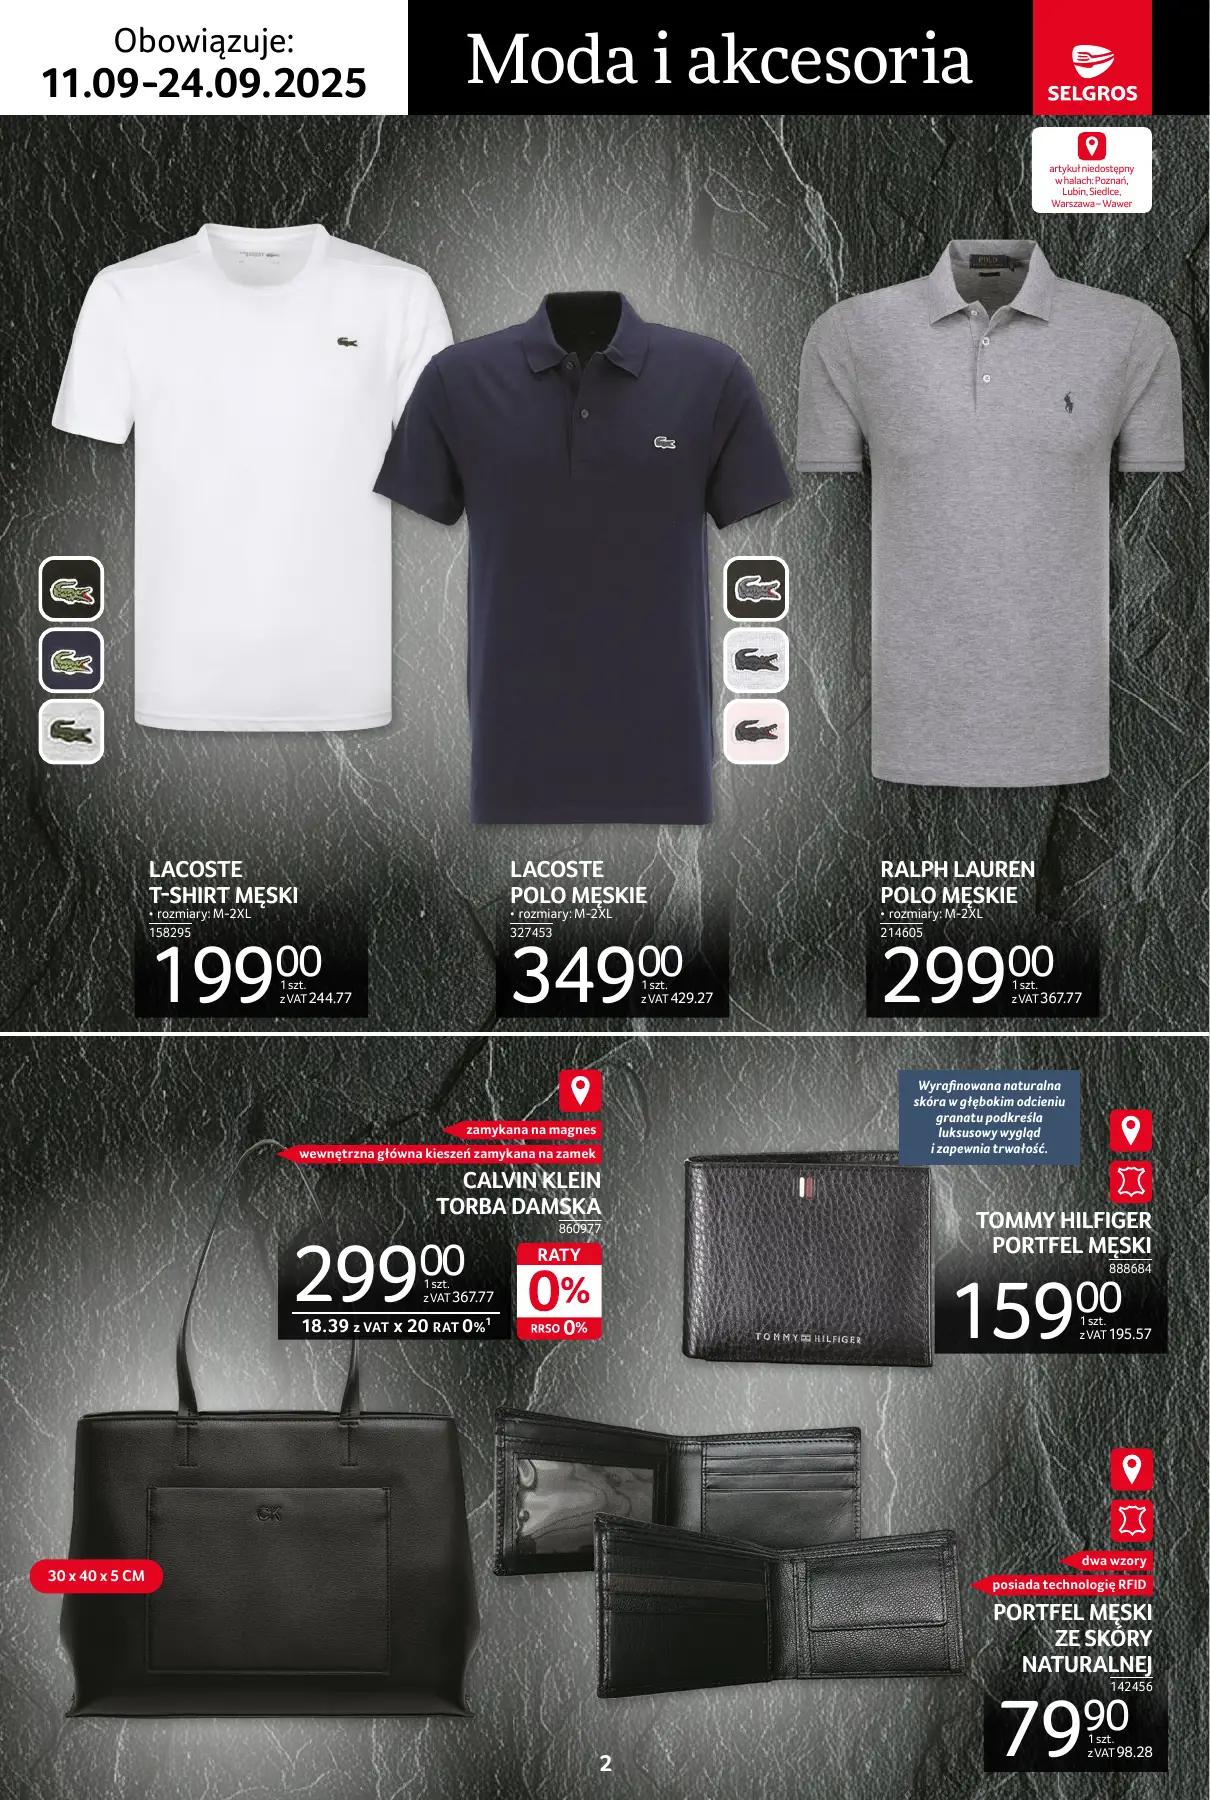 Obowiązuje:
11.09-24.09.2025
Moda i akcesoria
SELGROS
artykuł niedostępny
w halach: Poznań,
Lubin, Siedlce,
Warszawa – Wawer
POLO
LACOSTE
T-SHIRT MĘSKI
• rozmiary: M-2XL
158295
199 00
1 szt.
z VAT 244.77
LACOSTE
POLO MĘSKIE
• rozmiary: M-2XL
327453
349 00
1 szt.
z VAT 429.27
RALPH LAUREN
POLO MĘSKIE
• rozmiary: M-2XL
214605
299 00
1 szt.
z VAT 367.77
zamykana na magnes
wewnętrzna główna kieszeń zamykana na zamek
CALVIN KLEIN
TORBA DAMSKA
860977
299 00
1 szt.
z VAT 367.77
18.39 z VAT x 20 RAT 0%1
RATY
0%
RRSO 0%
CK
30 x 40 x 5 CM
Wyrafinowana naturalna
skóra w głębokim odcieniu
granatu podkreśla
luksusowy wygląd
i zapewnia trwałość.
TOMMY HILFIGER
PORTFEL MĘSKI
888684
159 00
1 szt.
z VAT 195.57
TOMMY HILFIGER
dwa wzory
posiada technologię RFID
PORTFEL MĘSKI
ZE SKÓRY
NATURALNEJ
142456
79 90
1 szt.
z VAT 98.28
2